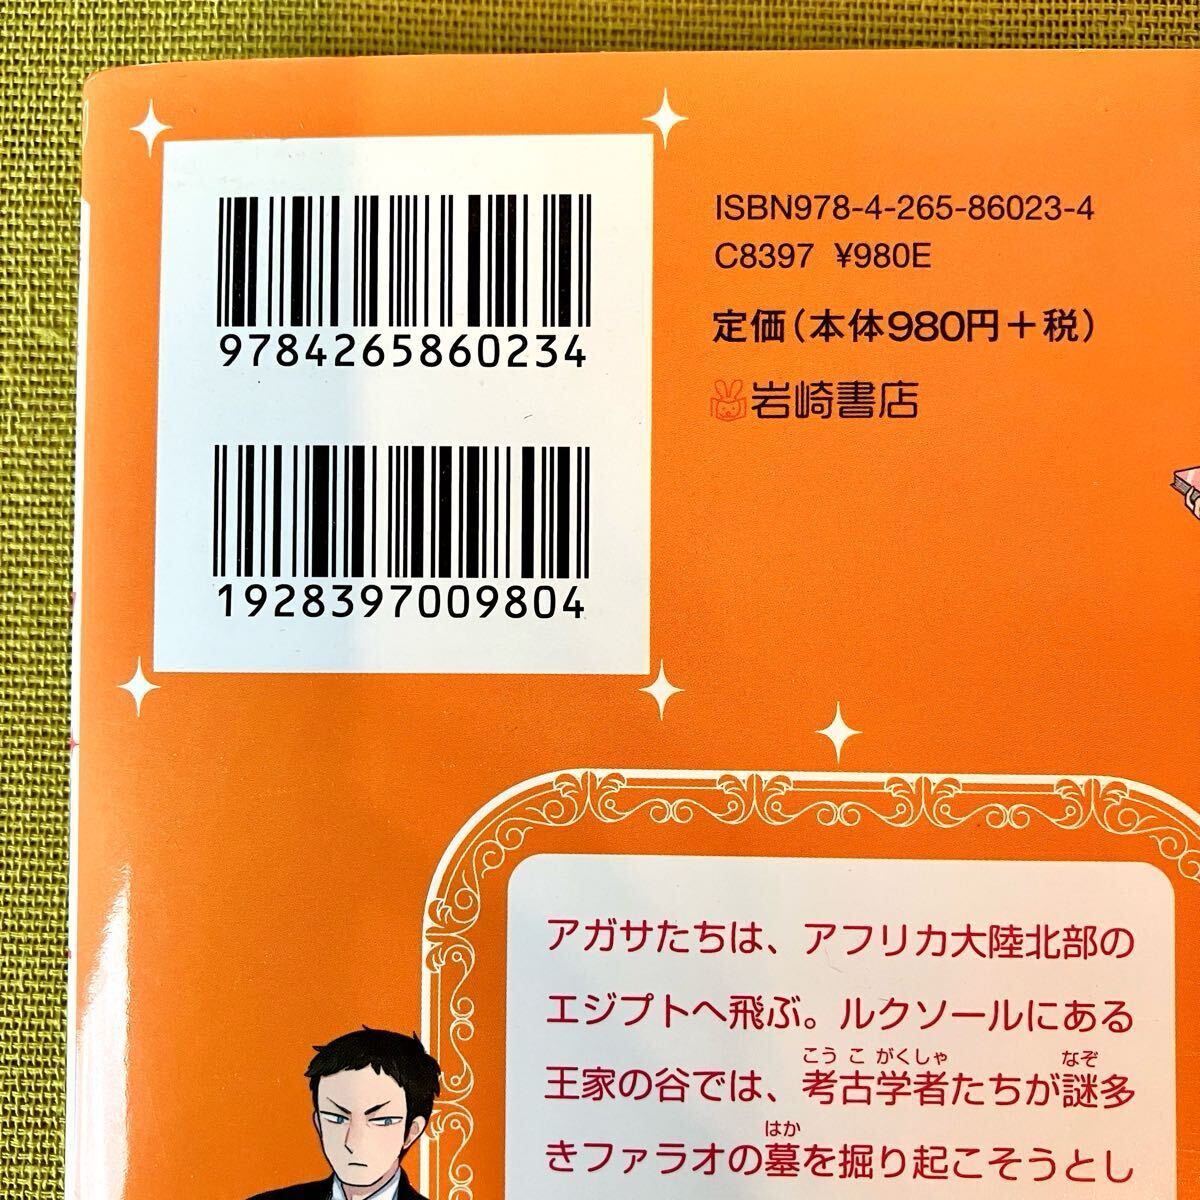 9784265860234
1928397009804
ISBN978-4-265-86023-4
C8397 ¥980E
定価(本体980円+税)
岩崎書店
アガサたちは、アフリカ大陸北部の
エジプトへ飛ぶ。ルクソールにある
こうこがくしゃ なぞ
王家の谷では、考古学者たちが謎多
はか
きファラオの墓を掘り起こそうとし